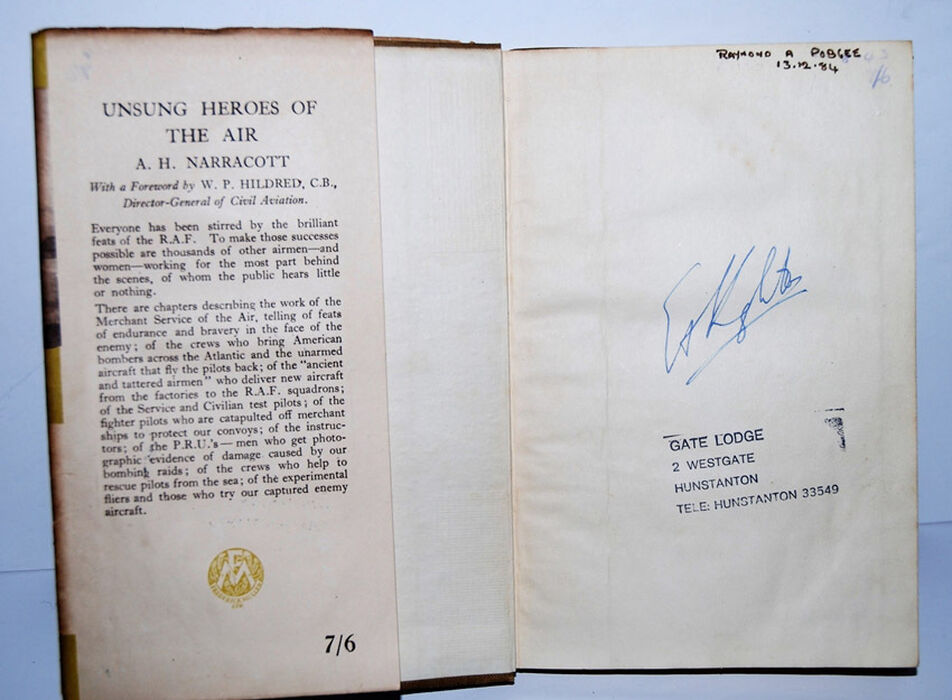 UNSUNG HEROES OF
THE AIR
A. H. NARRACOTT
With a Foreword by W. P. HILDRED, C.B.,
Director-General of Civil Aviation.
Everyone has been stirred by the brilliant
feats of the R.A.F. To make those successes
possible are thousands of other airmen—and
women—working for the most part behind
the scenes, of whom the public hears little
or nothing.
There are chapters describing the work of the
Merchant Service of the Air, telling of feats
of endurance and bravery in the face of the
enemy; of the crews who bring American
bombers across the Atlantic and the unarmed
aircraft that fly the pilots back; of the "ancient
and tattered airmen" who deliver new aircraft
from the factories to the R.A.F. squadrons;
of the Service and Civilian test pilots; of the
fighter pilots who are catapulted off merchant
ships to protect our convoys; of the instruc-
tors; of the P.R.U.'s—men who get photo-
graphic evidence of damage caused by our
bombing raids; of the crews who help to
rescue pilots from the sea; of the experimental
fliers and those who try our captured enemy
aircraft.
7/6
RAYMOND A POBGEE
13.12.84
GATE LODGE
2 WESTGATE
HUNSTANTON
TELE: HUNSTANTON 33549